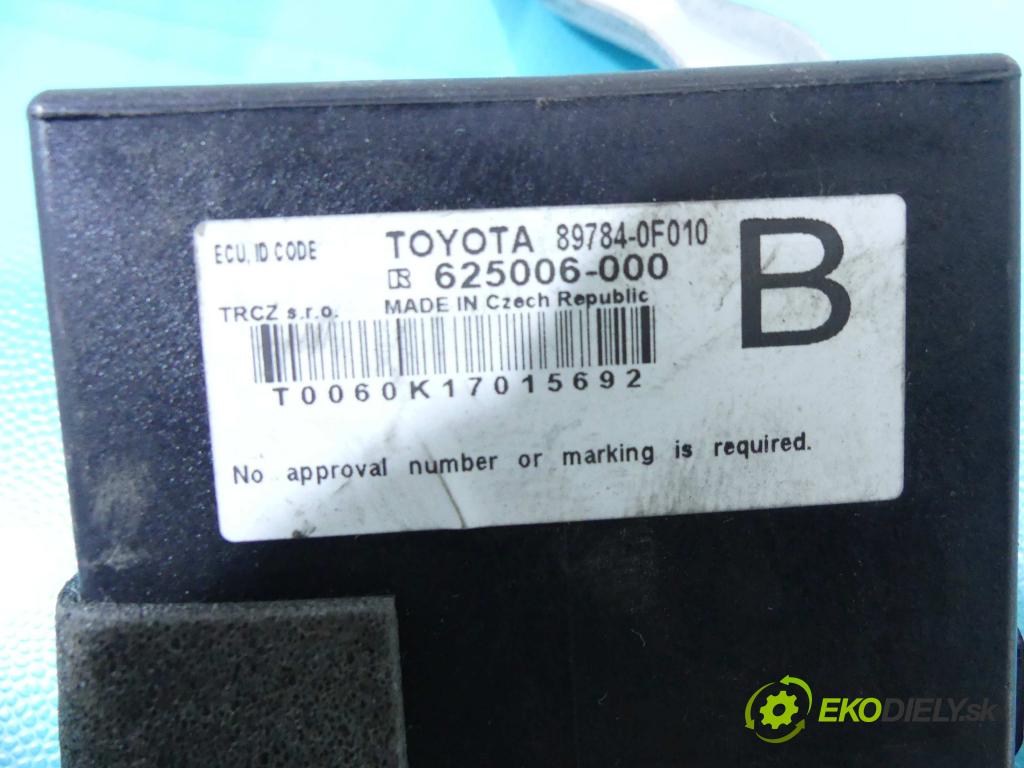 ECU, ID CODE
TOYOTA 89784-0F010
625006-000
TRCZ s.r.o.
MADE IN Czech Republic
B
T0060K17015692
No approval number or marking is required.
EKODIELY.sk